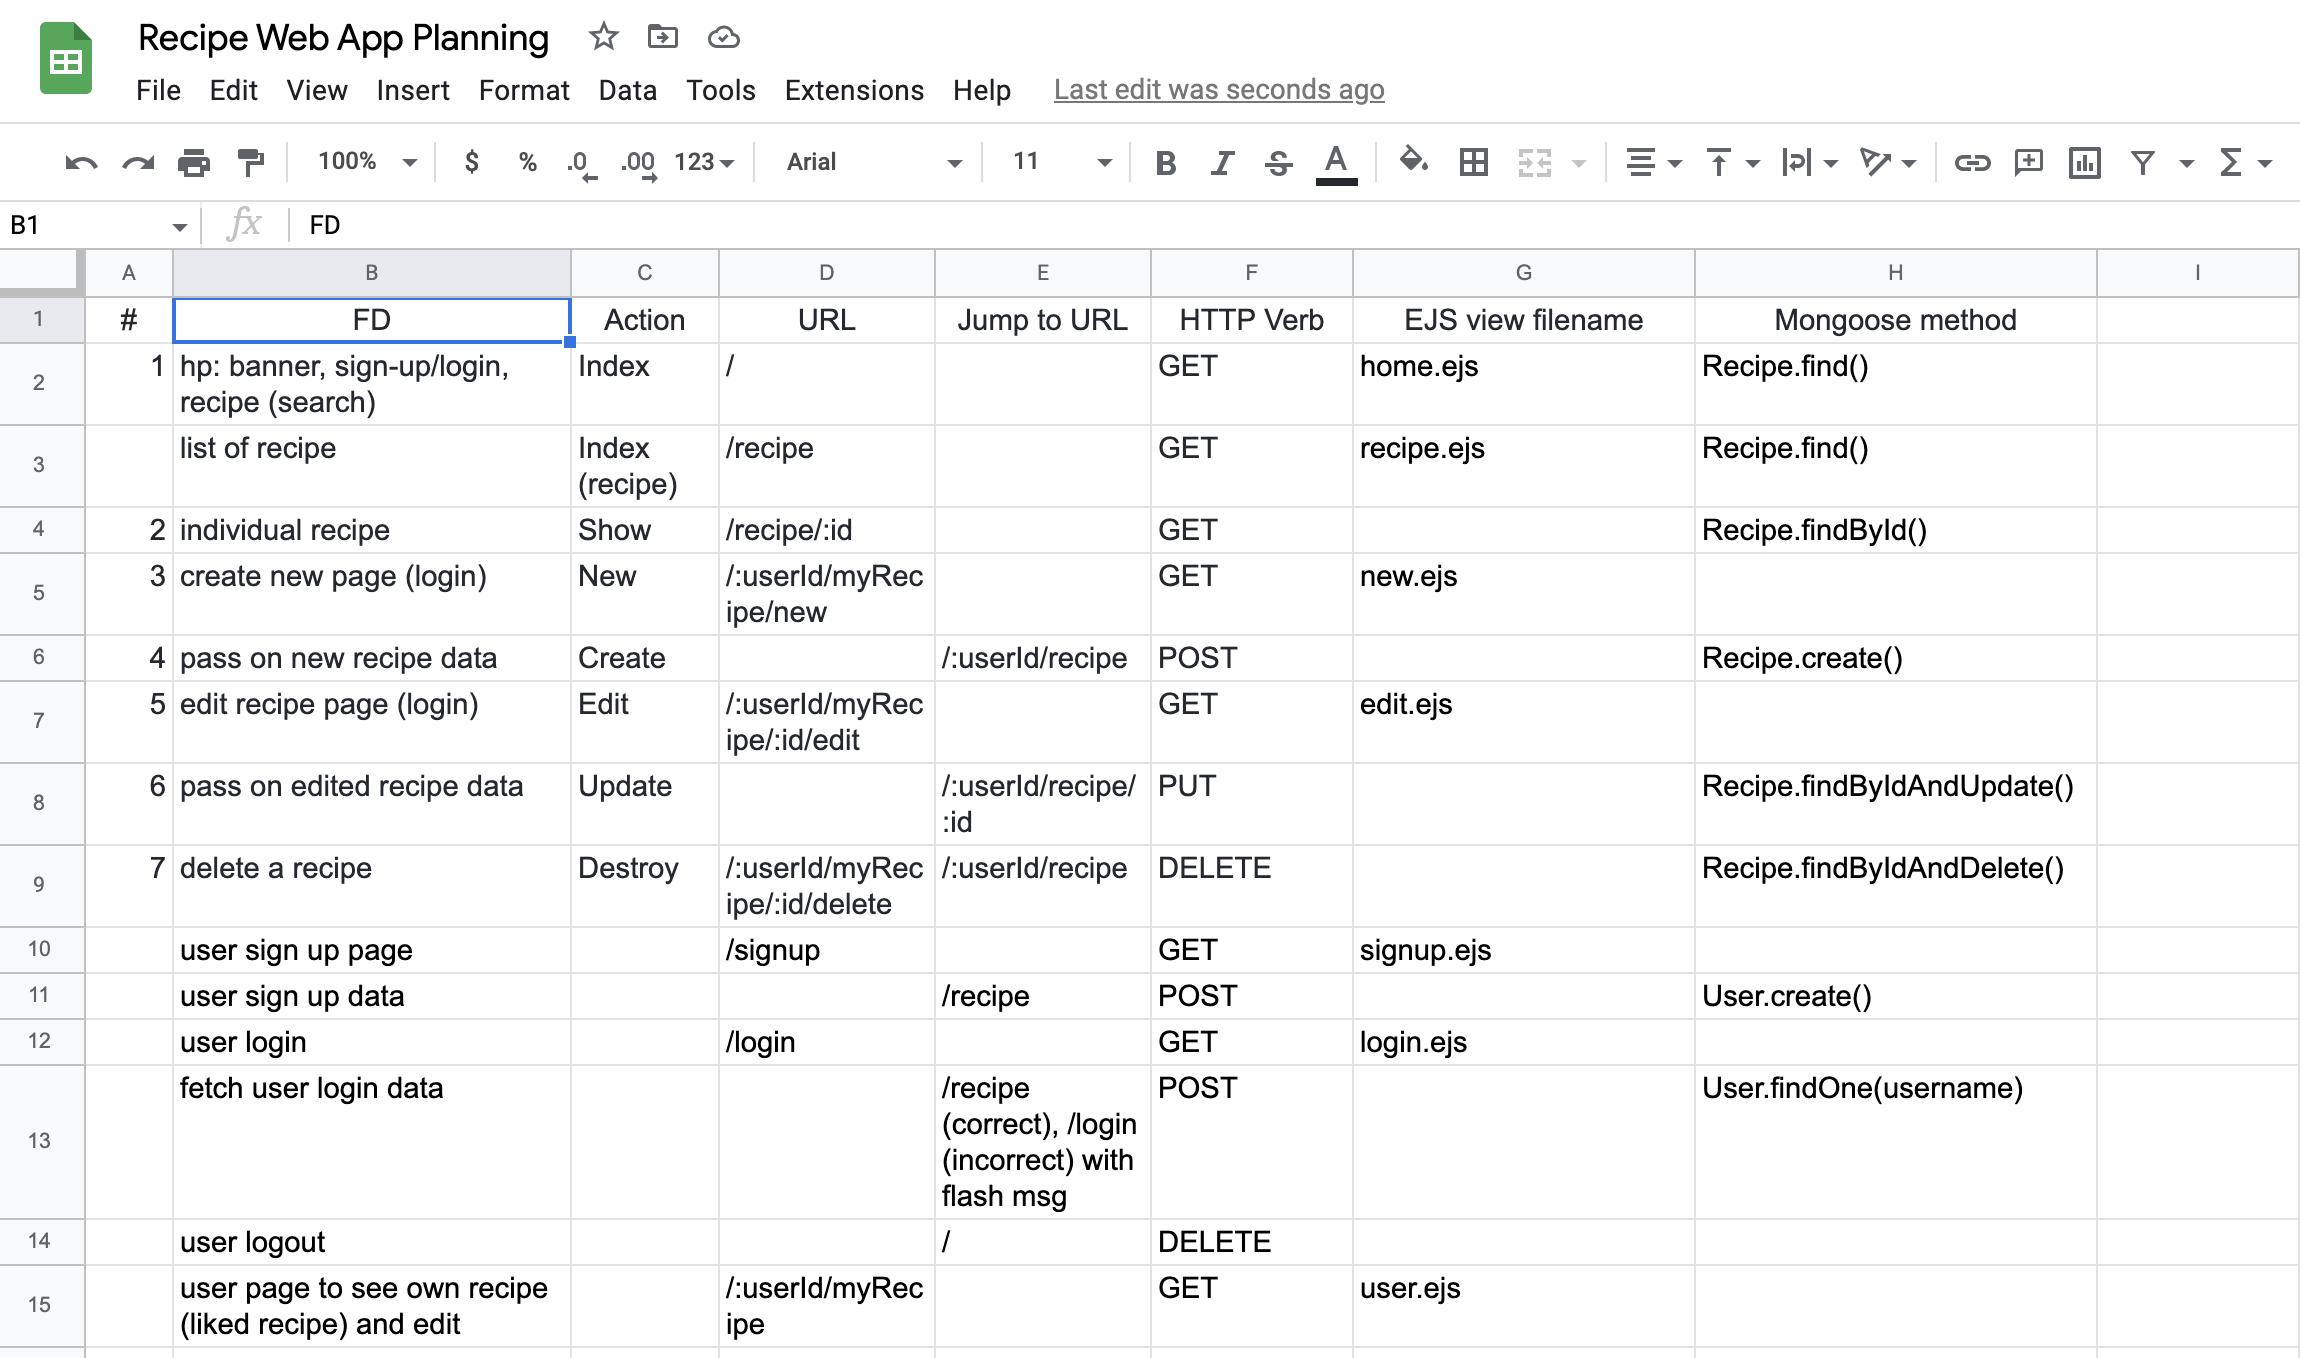 Recipe Web App Planning
File Edit View Insert Format Data Tools Extensions Help Last edit was seconds ago
100% $ % .0 .00 123 Arial 11 B I S A Σ
B1 fx FD
A B C D E F G H I
1 # FD Action URL Jump to URL HTTP Verb EJS view filename Mongoose method
2 1 hp: banner, sign-up/login, Index / GET home.ejs Recipe.find()
recipe (search)
3 list of recipe Index /recipe GET recipe.ejs Recipe.find()
(recipe)
4 2 individual recipe Show /recipe/:id GET Recipe.findById()
5 3 create new page (login) New /:userId/myRec GET new.ejs
ipe/new
6 4 pass on new recipe data Create /:userId/recipe POST Recipe.create()
7 5 edit recipe page (login) Edit /:userId/myRec GET edit.ejs
ipe/:id/edit
8 6 pass on edited recipe data Update /:userId/recipe/ PUT Recipe.findByIdAndUpdate()
:id
9 7 delete a recipe Destroy /:userId/myRec /:userId/recipe DELETE Recipe.findByIdAndDelete()
ipe/:id/delete
10 user sign up page /signup GET signup.ejs
11 user sign up data /recipe POST User.create()
12 user login /login GET login.ejs
13 fetch user login data /recipe POST User.findOne(username)
(correct), /login
(incorrect) with
flash msg
14 user logout / DELETE
15 user page to see own recipe /:userId/myRec GET user.ejs
(liked recipe) and edit ipe